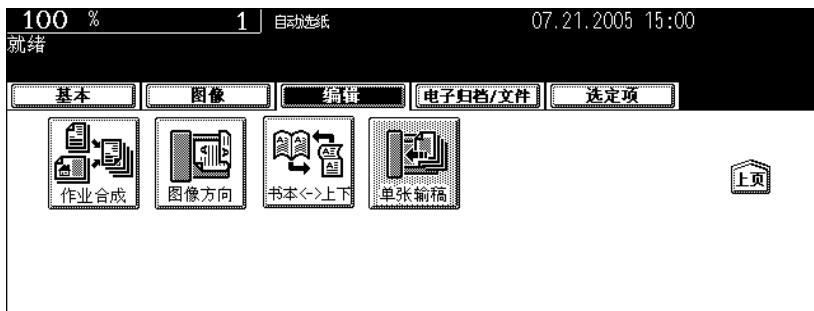 100 % 1 自动选纸 07.21.2005 15:00
就绪
基本 图像 编辑 电子归档/文件 选定项
作业合成 图像方向 书本<->上下 单张输稿
上页